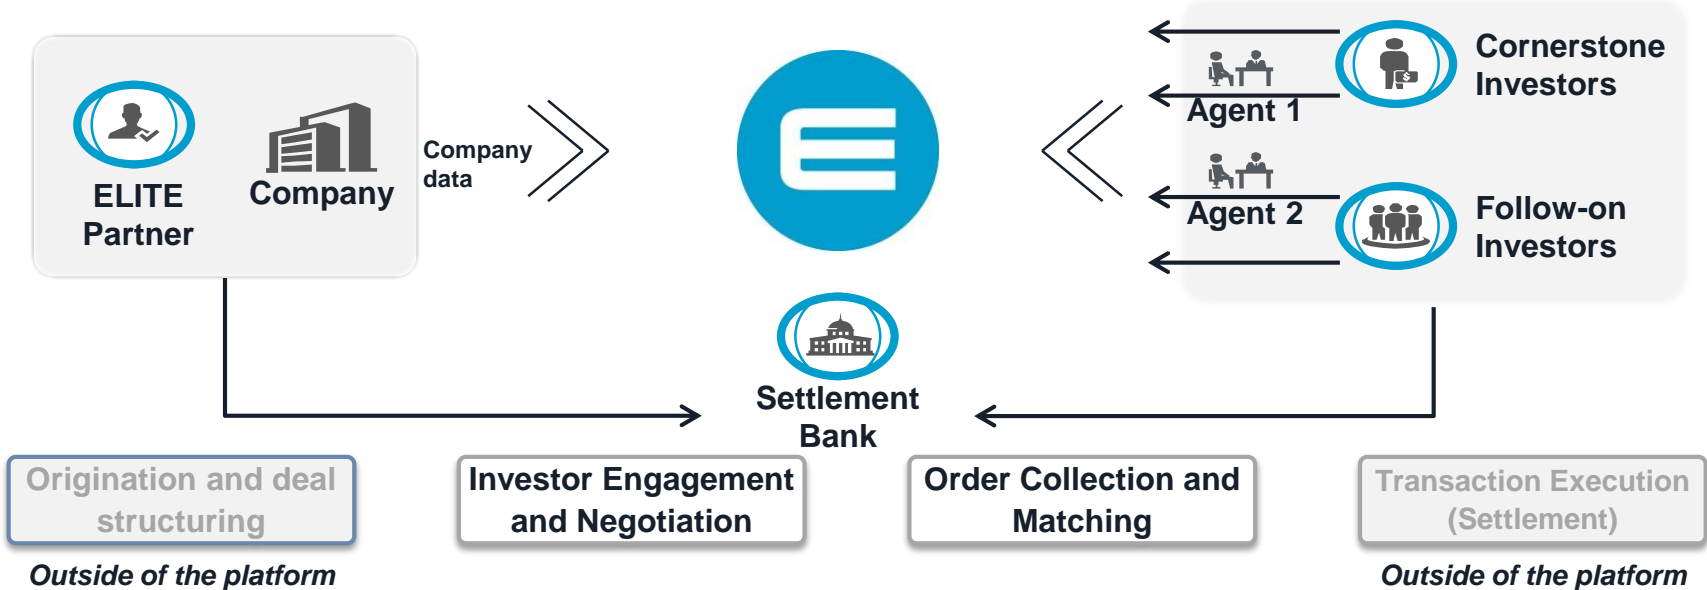 ELITE
Partner
Company
Company
data
Agent 1
Agent 2
Cornerstone
Investors
Follow-on
Investors
Settlement
Bank
Origination and deal
structuring
Investor Engagement
and Negotiation
Order Collection and
Matching
Transaction Execution
(Settlement)
Outside of the platform
Outside of the platform